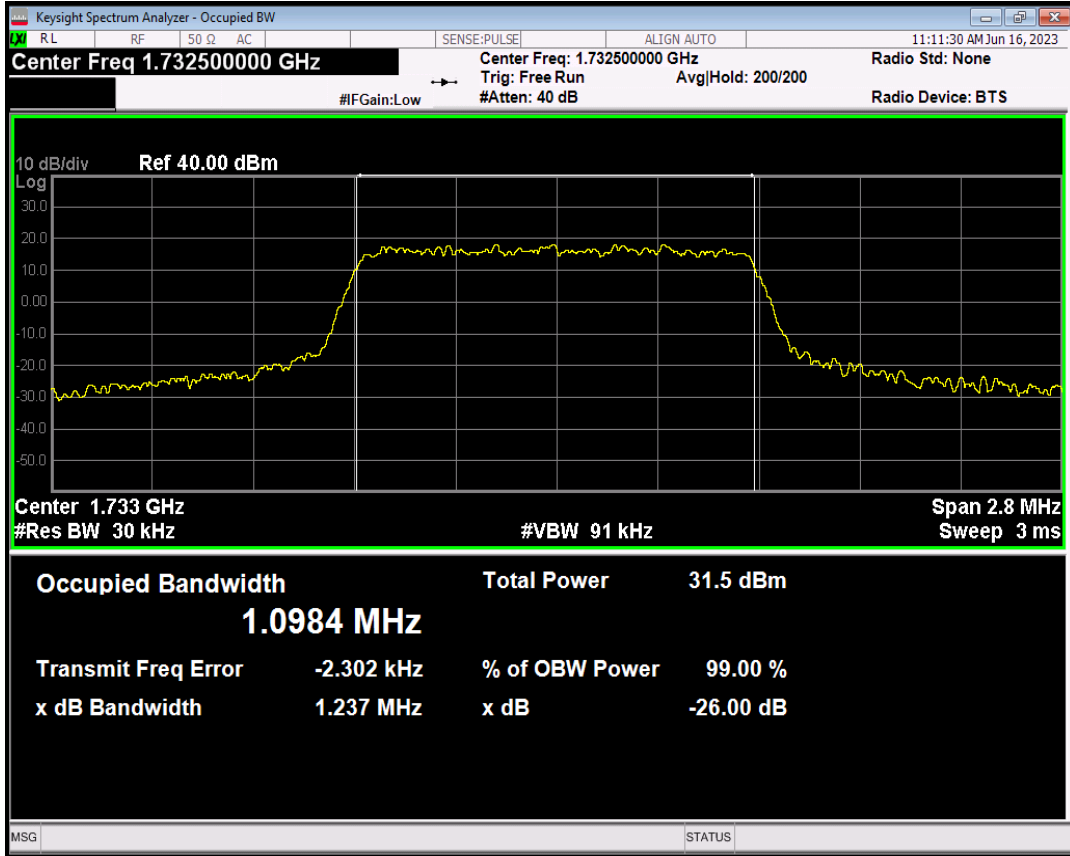 Keysight Spectrum Analyzer - Occupied BW
LXI RL RF 50 Ω AC SENSE:PULSE ALIGN AUTO 11:11:30 AM Jun 16, 2023
Center Freq 1.732500000 GHz
Center Freq: 1.732500000 GHz
Radio Std: None
Trig: Free Run Avg|Hold: 200/200
#IFGain:Low #Atten: 40 dB Radio Device: BTS
10 dB/div Ref 40.00 dBm
Log
30.0
20.0
10.0
0.00
-10.0
-20.0
-30.0
-40.0
-50.0
Center 1.733 GHz Span 2.8 MHz
#Res BW 30 kHz #VBW 91 kHz Sweep 3 ms
Occupied Bandwidth Total Power 31.5 dBm
1.0984 MHz
Transmit Freq Error -2.302 kHz % of OBW Power 99.00 %
x dB Bandwidth 1.237 MHz x dB -26.00 dB
MSG STATUS